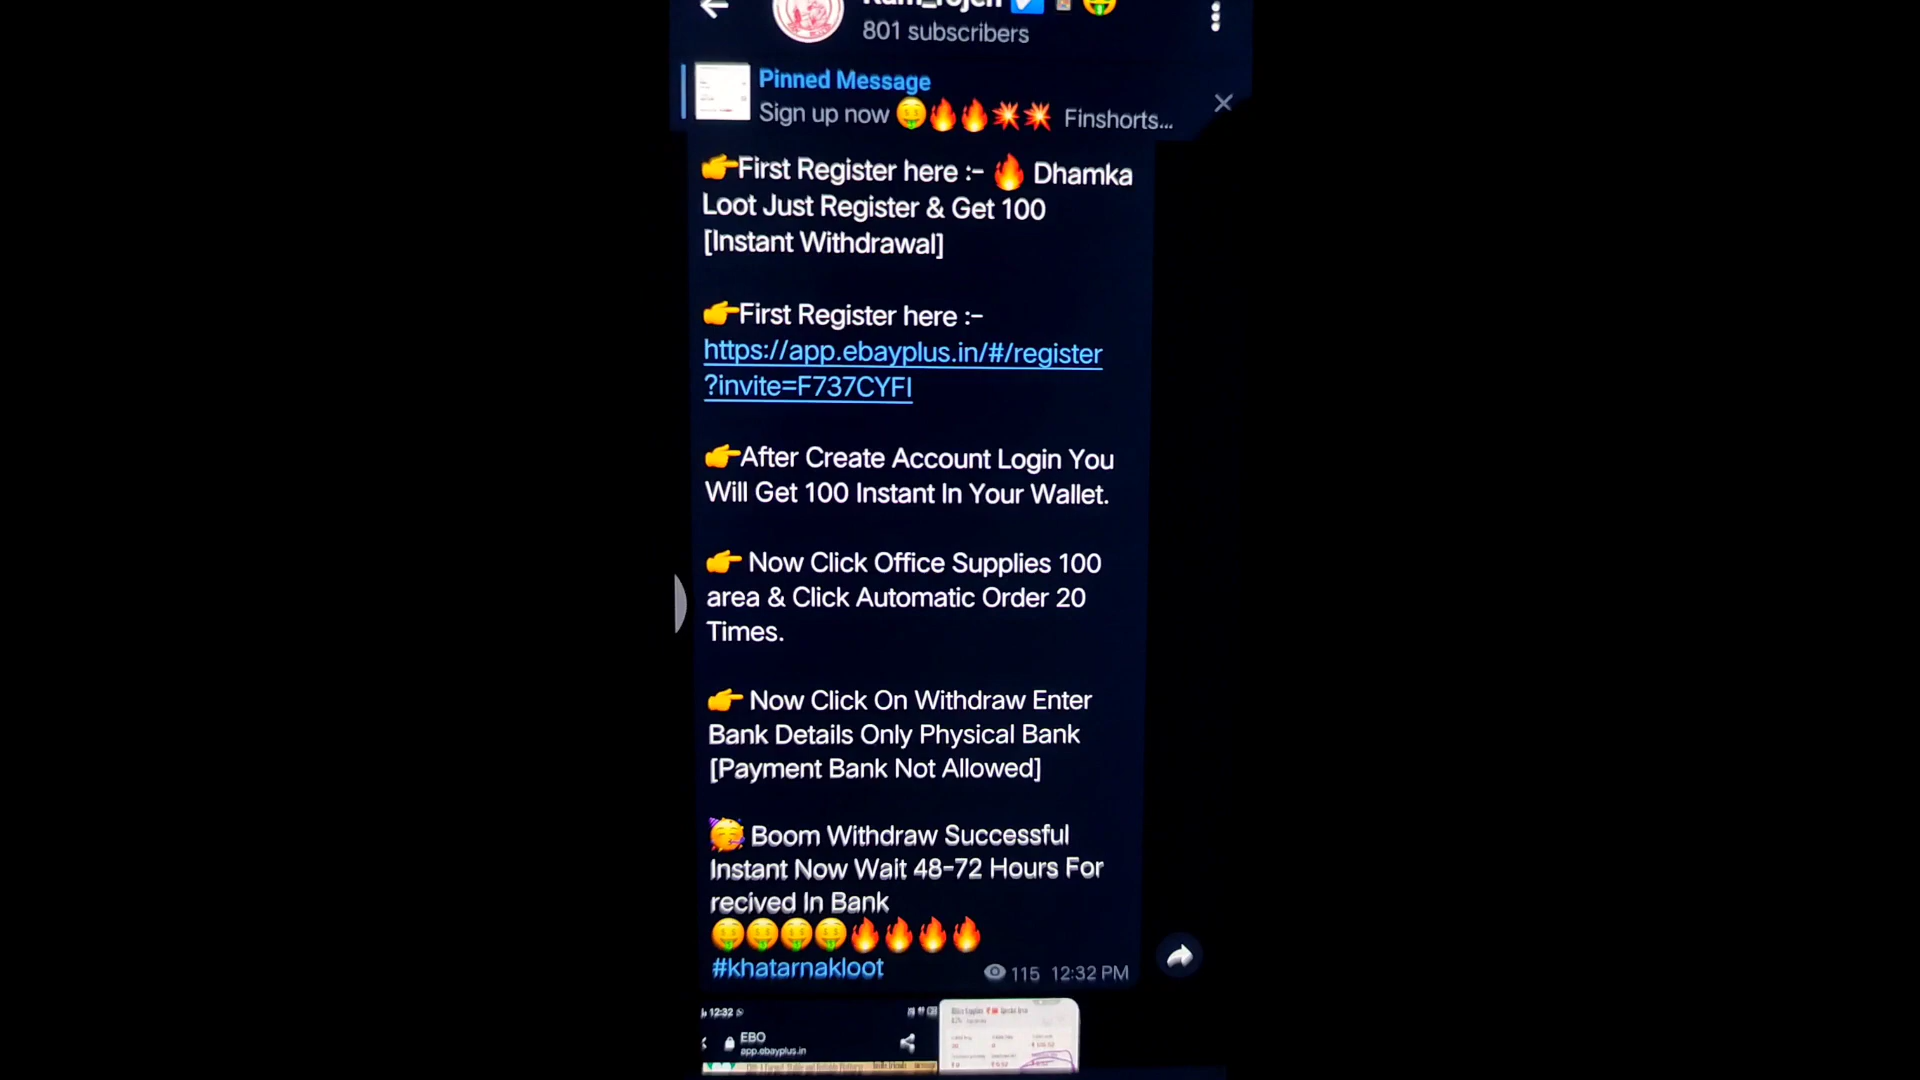 801 subscribers
Pinned Message
Sign up now 🤑🔥🔥💥💥 Finshorts...
👉First Register here :- 🔥 Dhamka
Loot Just Register & Get 100
[Instant Withdrawal]
👉First Register here :-
https://app.ebayplus.in/#/register
?invite=F737CYFI
👉After Create Account Login You
Will Get 100 Instant In Your Wallet.
👉 Now Click Office Supplies 100
area & Click Automatic Order 20
Times.
👉 Now Click On Withdraw Enter
Bank Details Only Physical Bank
[Payment Bank Not Allowed]
🥳 Boom Withdraw Successful
Instant Now Wait 48-72 Hours For
recived In Bank
🤑🤑🤑🤑🔥🔥🔥🔥
#khatarnakloot
115 12:32 PM
12:32
EBO
app.ebayplus.in